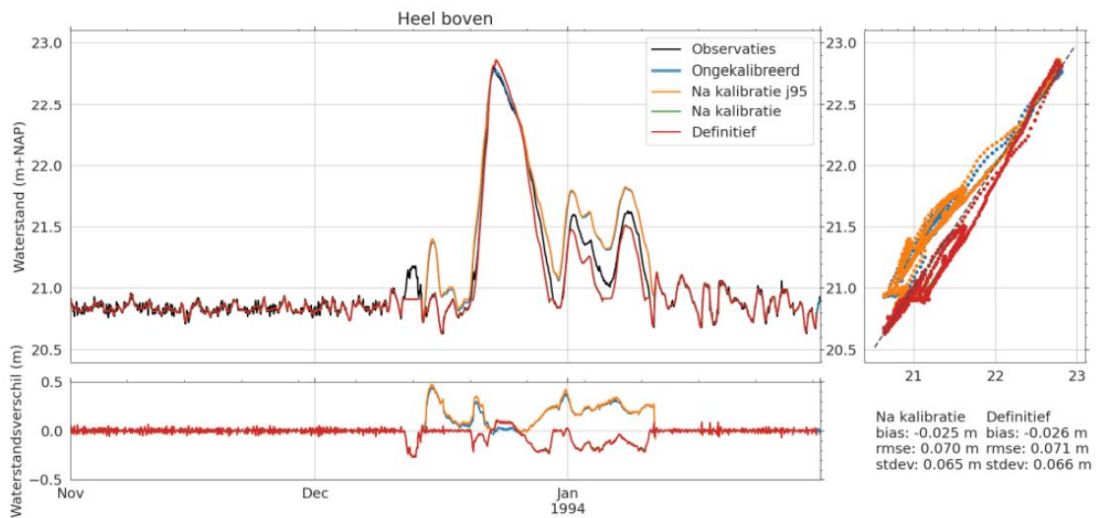 Heel boven
Waterstand (m+NAP)
23.0
22.5
22.0
21.5
21.0
20.5
Observaties
Ongekalibreerd
Na kalibratie j95
Na kalibratie
Definitief
23.0
22.5
22.0
21.5
21.0
20.5
21 22 23
Waterstandsverschil (m)
0.5
0.0
−0.5
Nov Dec Jan
1994
Na kalibratie Definitief
bias: -0.025 m bias: -0.026 m
rmse: 0.070 m rmse: 0.071 m
stdev: 0.065 m stdev: 0.066 m